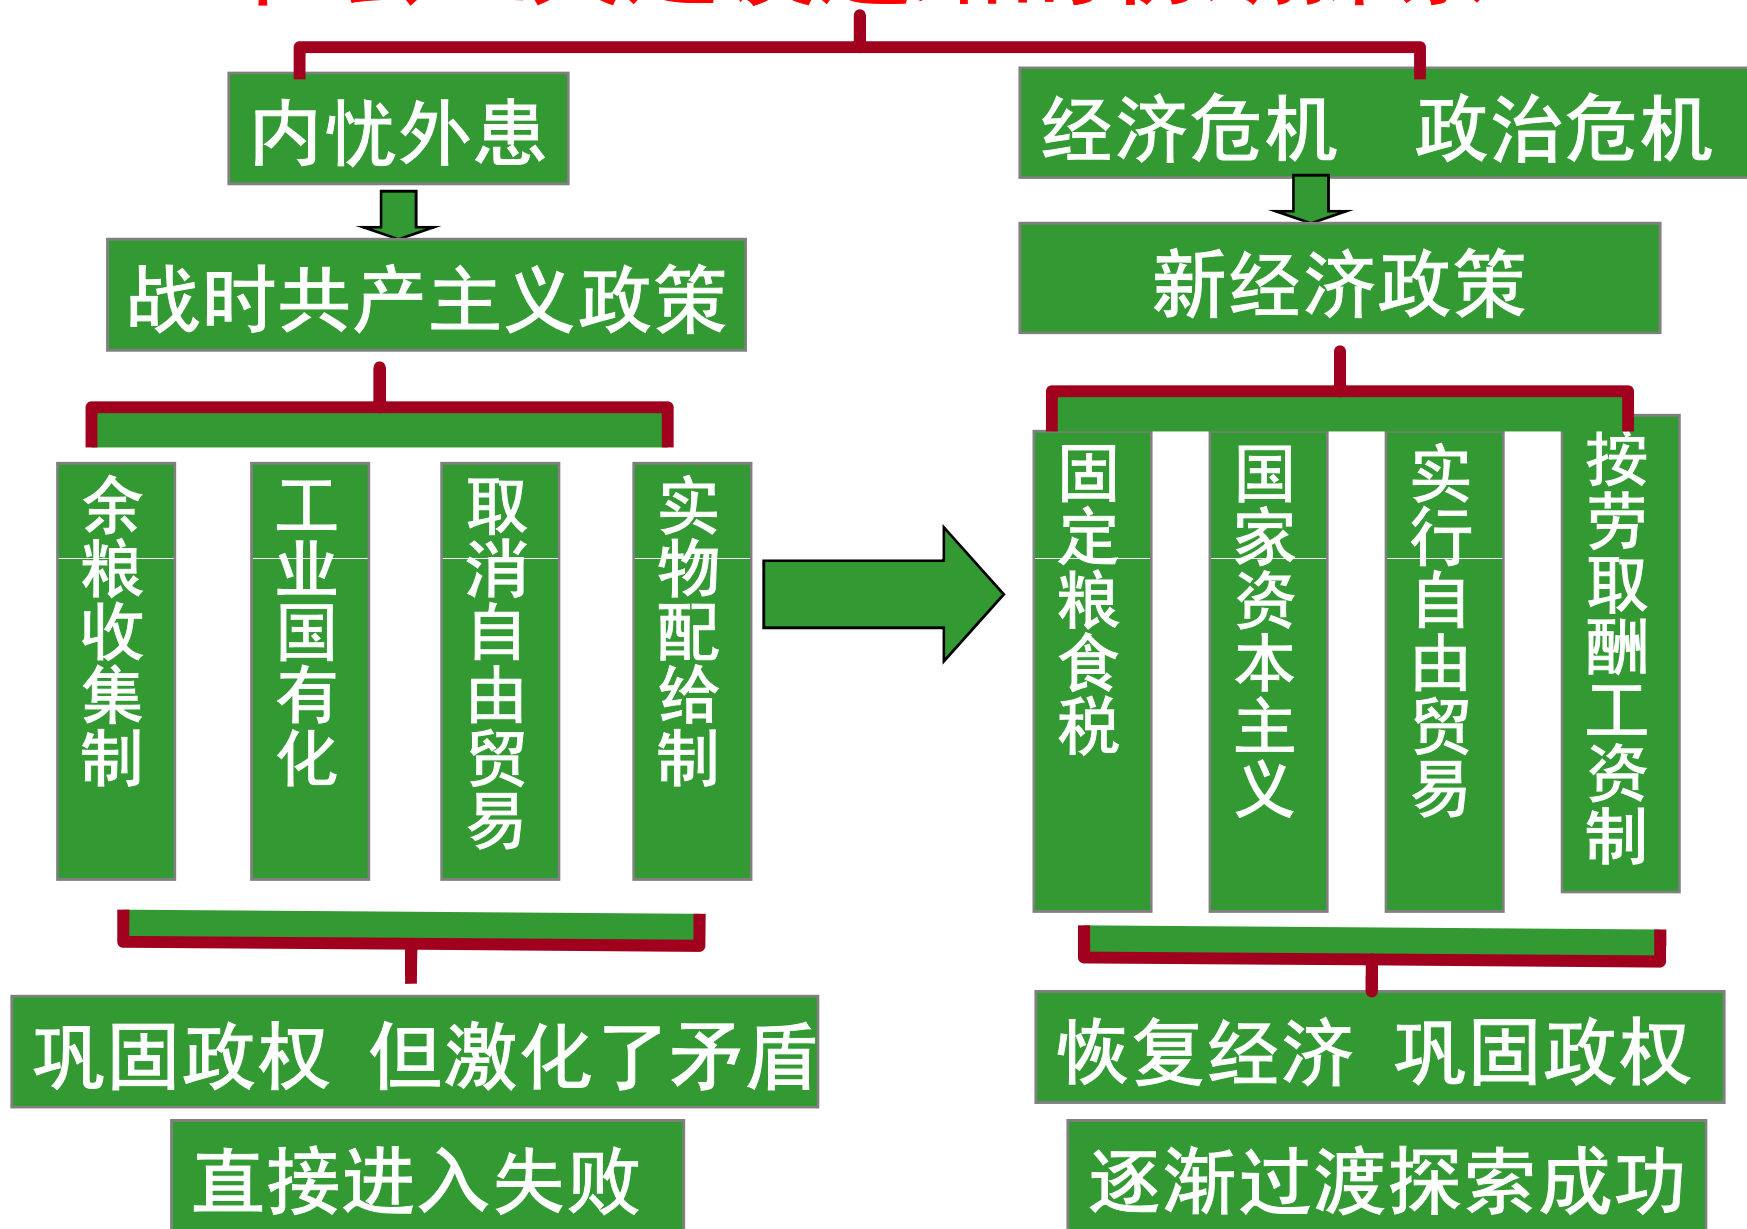 内忧外患
经济危机 政治危机
战时共产主义政策
新经济政策
余粮收集制
工业国有化
取消自由贸易
实物配给制
固定粮食税
国家资本主义
实行自由贸易
按劳取酬工资制
巩固政权 但激化了矛盾
恢复经济 巩固政权
直接进入失败
逐渐过渡探索成功